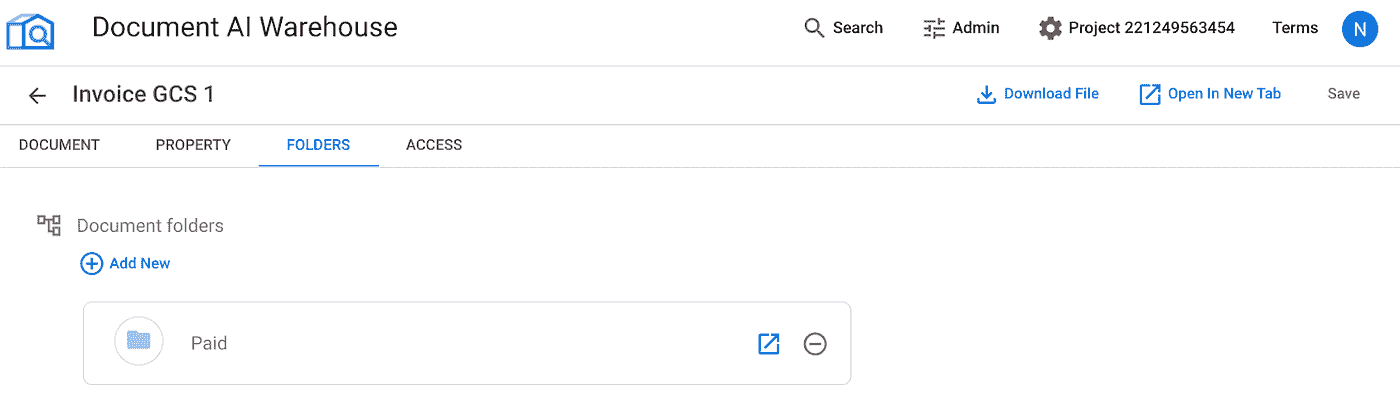 Document AI Warehouse Search Admin Project 221249563454 Terms N
Invoice GCS 1 Download File Open In New Tab Save
DOCUMENT PROPERTY FOLDERS ACCESS
Document folders
Add New
Paid